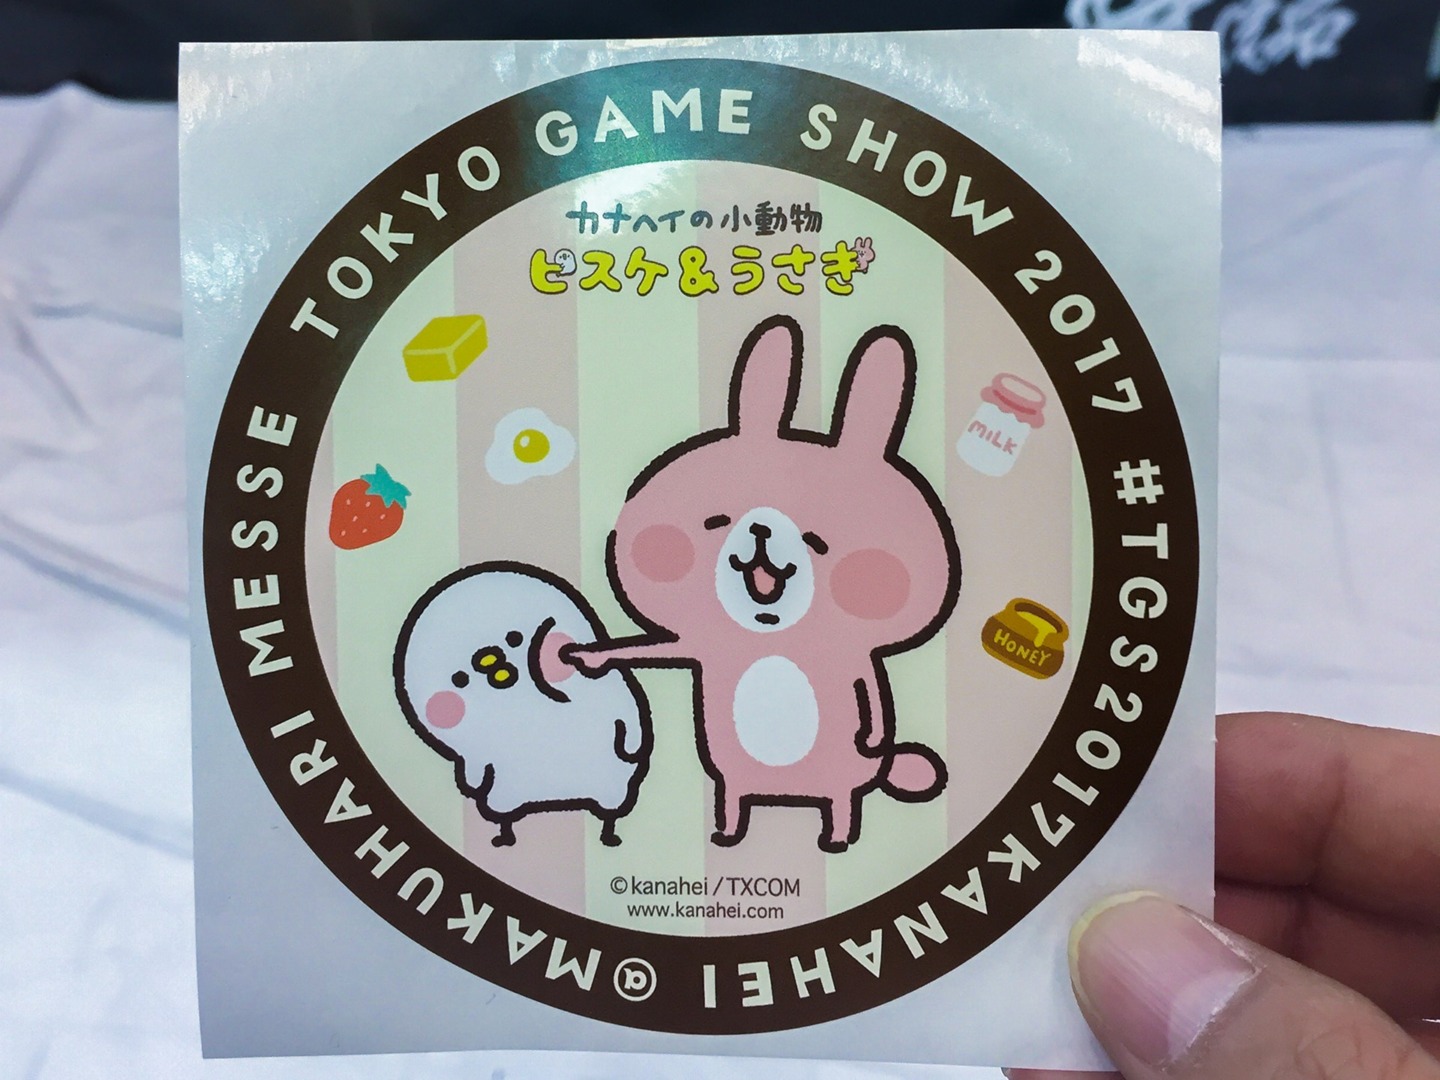 TOKYO GAME SHOW 2017 #TGS2017KANAHEI @MAKUHARI MESSE
カナヘイの小動物
ピスケ&うさぎ
MILK
HONEY
©kanahei / TXCOM
www.kanahei.com